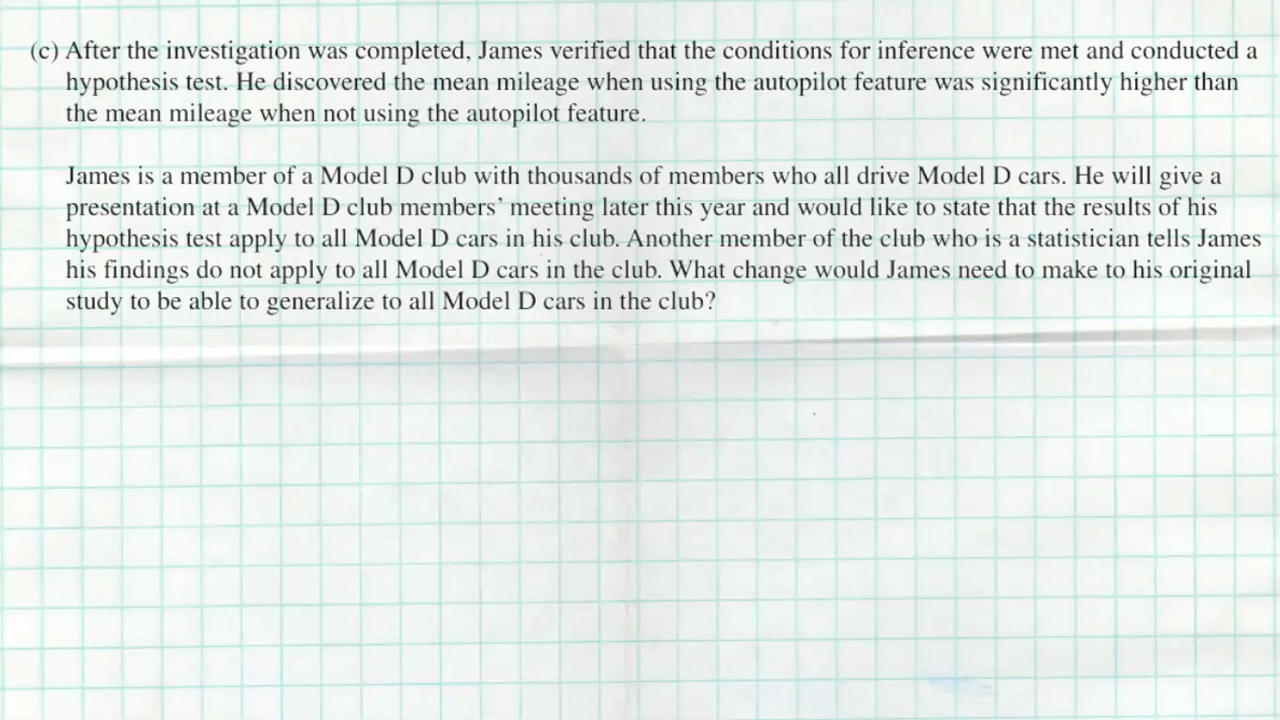 (c) After the investigation was completed, James verified that the conditions for inference were met and conducted a
hypothesis test. He discovered the mean mileage when using the autopilot feature was significantly higher than
the mean mileage when not using the autopilot feature.
James is a member of a Model D club with thousands of members who all drive Model D cars. He will give a
presentation at a Model D club members’ meeting later this year and would like to state that the results of his
hypothesis test apply to all Model D cars in his club. Another member of the club who is a statistician tells James
his findings do not apply to all Model D cars in the club. What change would James need to make to his original
study to be able to generalize to all Model D cars in the club?